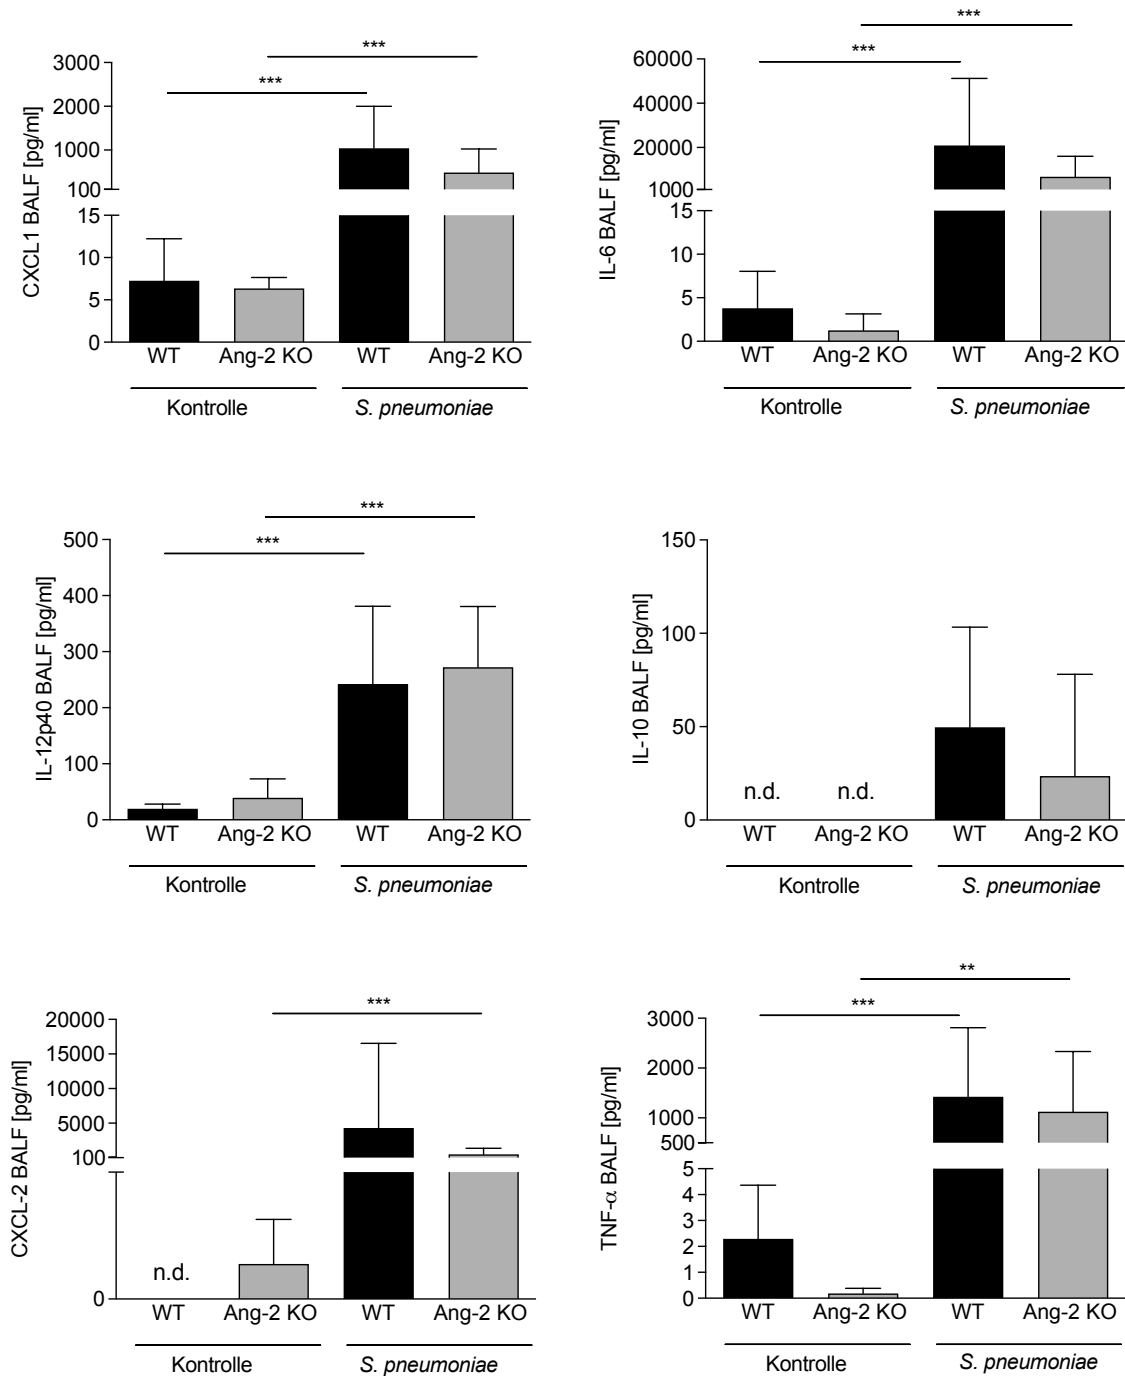 ***
***
3000
2000
1000
100
15
10
5
0
CXCL1 BALF [pg/ml]
WT Ang-2 KO WT Ang-2 KO
Kontrolle S. pneumoniae
***
***
60000
40000
20000
1000
15
10
5
0
IL-6 BALF [pg/ml]
WT Ang-2 KO WT Ang-2 KO
Kontrolle S. pneumoniae
***
***
500
400
300
200
100
0
IL-12p40 BALF [pg/ml]
WT Ang-2 KO WT Ang-2 KO
Kontrolle S. pneumoniae
150
100
50
0
IL-10 BALF [pg/ml]
n.d. n.d.
WT Ang-2 KO WT Ang-2 KO
Kontrolle S. pneumoniae
***
20000
15000
10000
5000
100
0
CXCL-2 BALF [pg/ml]
n.d.
WT Ang-2 KO WT Ang-2 KO
Kontrolle S. pneumoniae
**
***
3000
2000
1000
500
5
4
3
2
1
0
TNF-α BALF [pg/ml]
WT Ang-2 KO WT Ang-2 KO
Kontrolle S. pneumoniae